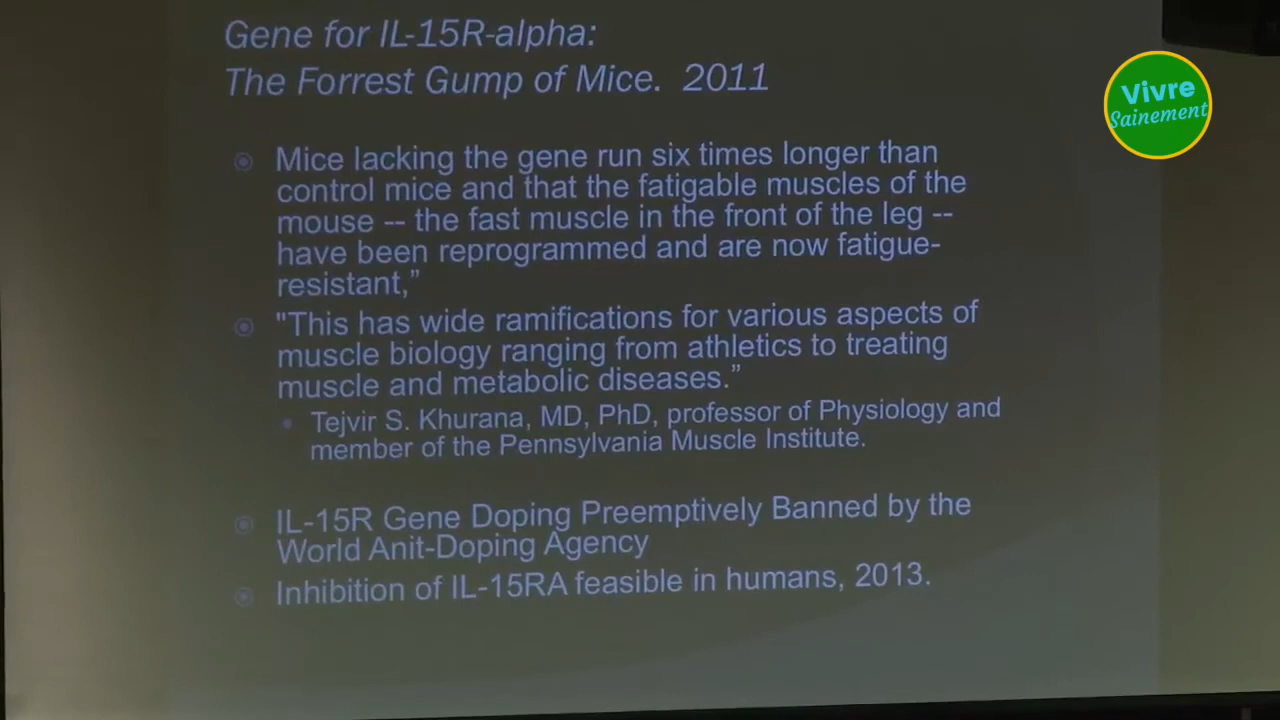 Gene for IL-15R-alpha:
The Forrest Gump of Mice. 2011
Vivre
Sainement
Mice lacking the gene run six times longer than
control mice and that the fatigable muscles of the
mouse -- the fast muscle in the front of the leg --
have been reprogrammed and are now fatigue-
resistant,”
"This has wide ramifications for various aspects of
muscle biology ranging from athletics to treating
muscle and metabolic diseases.”
Tejvir S. Khurana, MD, PhD, professor of Physiology and
member of the Pennsylvania Muscle Institute.
IL-15R Gene Doping Preemptively Banned by the
World Anit-Doping Agency
Inhibition of IL-15RA feasible in humans, 2013.